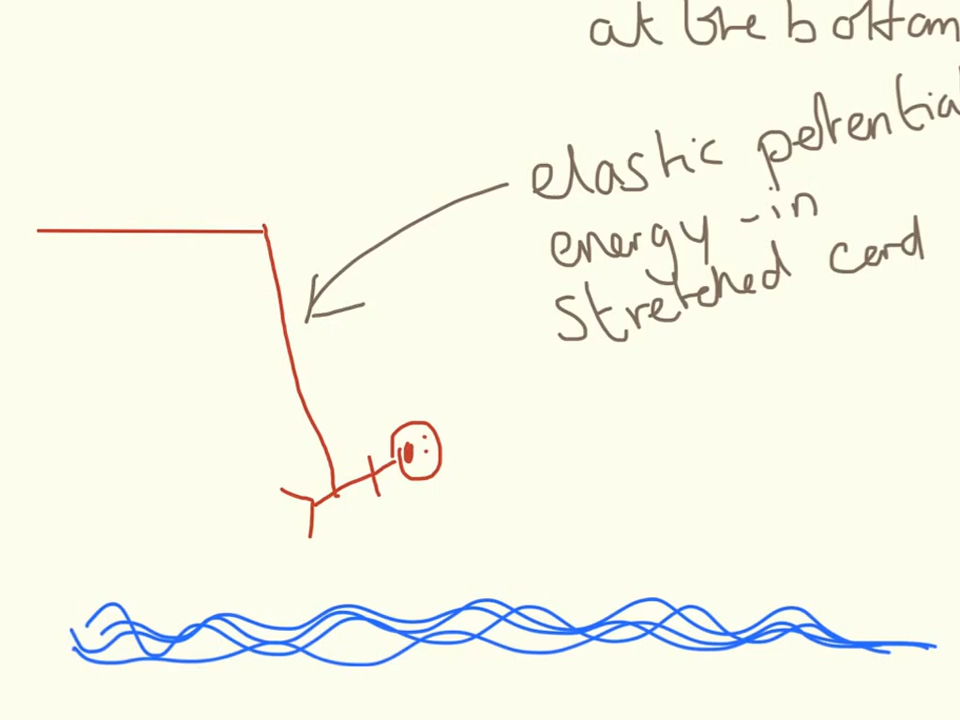 at the bottom
elastic potential
energy - in
stretched cord